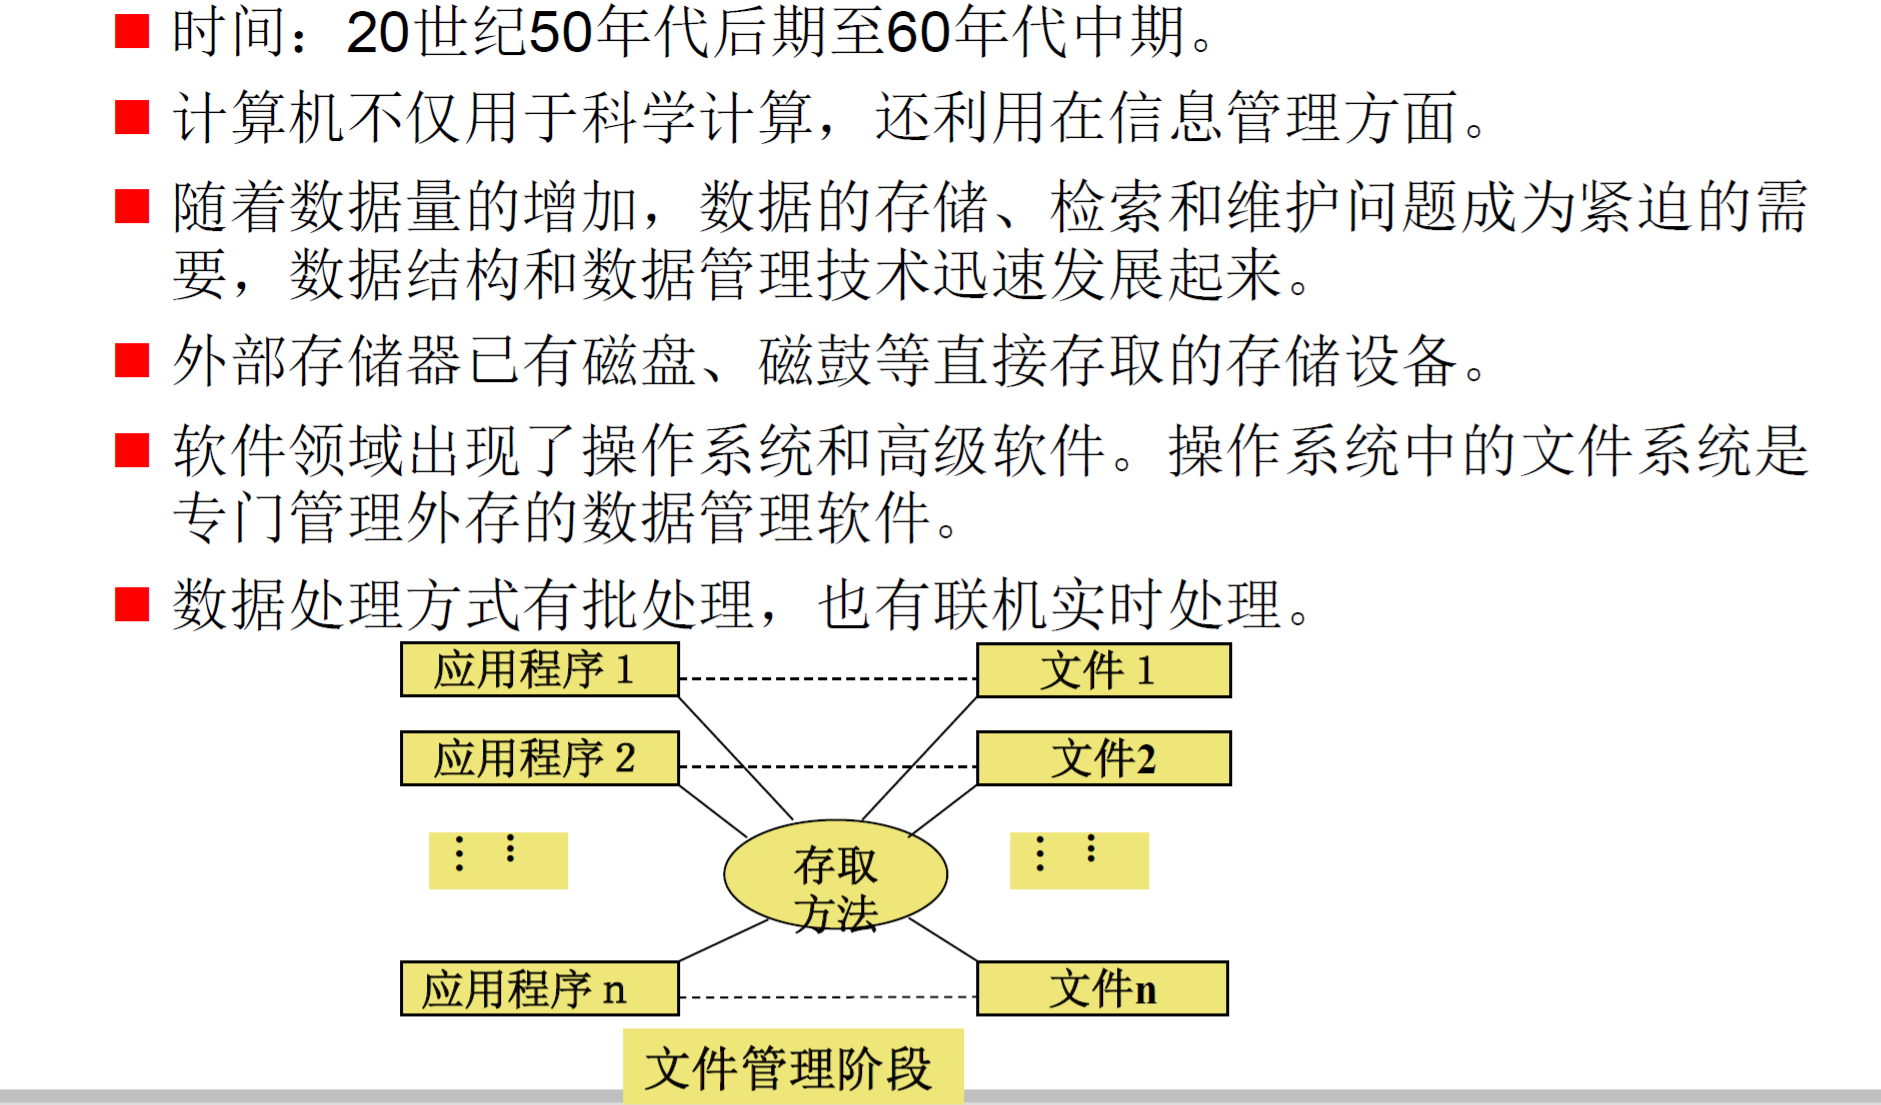 ■ 时间：20世纪50年代后期至60年代中期。
■ 计算机不仅用于科学计算，还利用在信息管理方面。
■ 随着数据量的增加，数据的存储、检索和维护问题成为紧迫的需
要，数据结构和数据管理技术迅速发展起来。
■ 外部存储器已有磁盘、磁鼓等直接存取的存储设备。
■ 软件领域出现了操作系统和高级软件。操作系统中的文件系统是
专门管理外存的数据管理软件。
■ 数据处理方式有批处理，也有联机实时处理。
应用程序 1
文件 1
应用程序 2
文件2
⋮ ⋮
⋮ ⋮
存取
方法
应用程序 n
文件n
文件管理阶段